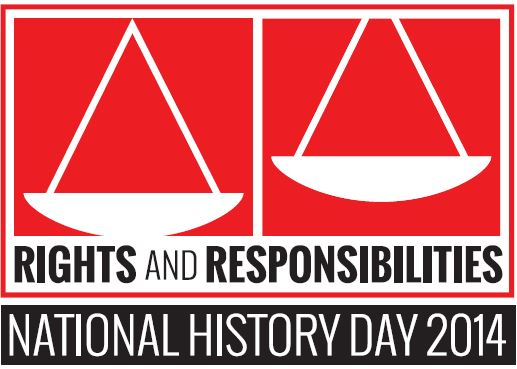 RIGHTS AND RESPONSIBILITIES
NATIONAL HISTORY DAY 2014